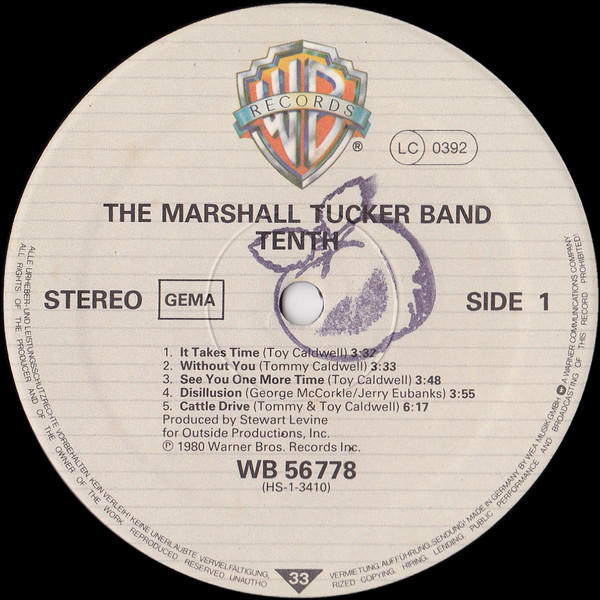 WB
RECORDS
®
LC 0392
THE MARSHALL TUCKER BAND
TENTH
STEREO GEMA SIDE 1
1. It Takes Time (Toy Caldwell) 3:32
2. Without You (Tommy Caldwell) 3:33
3. See You One More Time (Toy Caldwell) 3:48
4. Disillusion (George McCorkle/Jerry Eubanks) 3:55
5. Cattle Drive (Tommy & Toy Caldwell) 6:17
Produced by Stewart Levine
for Outside Productions, Inc.
℗ 1980 Warner Bros. Records Inc.
WB 56778
(HS-1-3410)
33
ALLE URHEBER- UND LEISTUNGSSCHUTZRECHTE VORBEHALTEN. KEIN VERLEIH! KEINE UNERLAUBTE VERVIELFÄLTIGUNG, VERMIETUNG, AUFFÜHRUNG, SENDUNG! MADE IN GERMANY BY WEA MUSIK GMBH A WARNER COMMUNICATIONS COMPANY
ALL RIGHTS OF THE PRODUCER AND OF THE OWNER OF THE WORK REPRODUCED RESERVED. UNAUTHORIZED COPYING, HIRING, LENDING PUBLIC PERFORMANCE AND BROADCASTING OF THIS RECORD PROHIBITED!